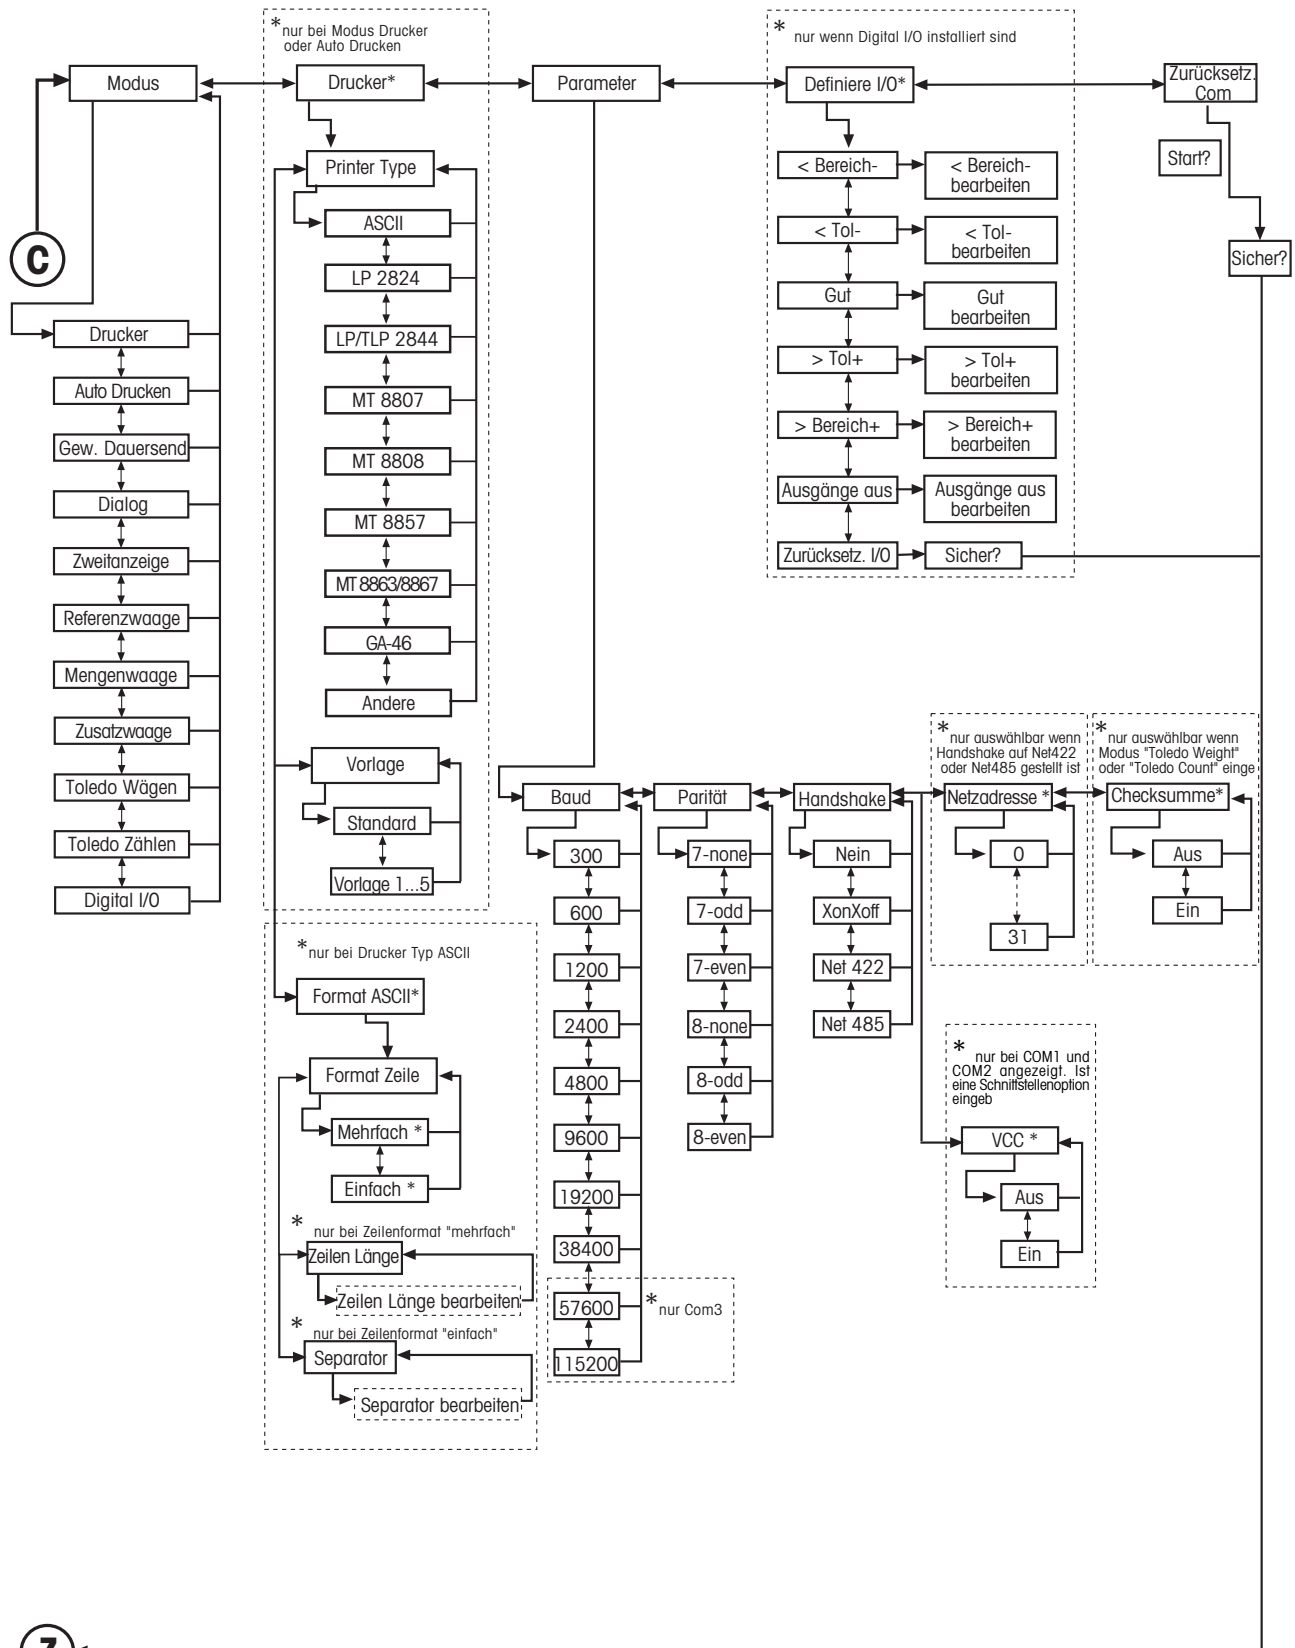 * nur bei Modus Drucker
oder Auto Drucken
* nur wenn Digital I/O installiert sind
Modus
Drucker*
Parameter
Definiere I/O*
Zurücksetz.
Com
Start?
Sicher?
C
Drucker
Auto Drucken
Gew. Dauersend
Dialog
Zweitanzeige
Referenzwaage
Mengenwaage
Zusatzwaage
Toledo Wägen
Toledo Zählen
Digital I/O
Printer Type
ASCII
LP 2824
LP/TLP 2844
MT 8807
MT 8808
MT 8857
MT 8863/8867
GA-46
Andere
Vorlage
Standard
Vorlage 1...5
* nur bei Drucker Typ ASCII
Format ASCII*
Format Zeile
Mehrfach *
Einfach *
* nur bei Zeilenformat "mehrfach"
Zeilen Länge
Zeilen Länge bearbeiten
* nur bei Zeilenformat "einfach"
Separator
Separator bearbeiten
< Bereich-
< Bereich-
bearbeiten
< Tol-
< Tol-
bearbeiten
Gut
Gut
bearbeiten
> Tol+
> Tol+
bearbeiten
> Bereich+
> Bereich+
bearbeiten
Ausgänge aus
Ausgänge aus
bearbeiten
Zurücksetz. I/O
Sicher?
Baud
300
600
1200
2400
4800
9600
19200
38400
57600
* nur Com3
115200
Parität
7-none
7-odd
7-even
8-none
8-odd
8-even
Handshake
Nein
XonXoff
Net 422
Net 485
* nur auswählbar wenn
Handshake auf Net422
oder Net485 gestellt ist
Netzadresse *
0
31
* nur auswählbar wenn
Modus "Toledo Weight"
oder "Toledo Count" einge
Checksumme*
Aus
Ein
* nur bei COM1 und
COM2 angezeigt. Ist
eine Schnittstellenoption
eingeb
VCC *
Aus
Ein
Z